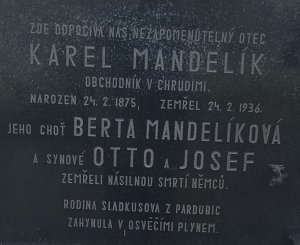 ZDE ODPOČÍVÁ NÁŠ NEZAPOMENUTELNÝ OTEC
KAREL MANDELÍK
OBCHODNÍK V CHRUDIMI.
NAROZEN 24. 2. 1875, ZEMŘEL 24. 2. 1936.
JEHO CHOŤ BERTA MANDELÍKOVÁ
A SYNOVÉ OTTO A JOSEF
ZEMŘELI NÁSILNOU SMRTÍ NĚMCŮ.
RODINA SLADKUSOVA Z PARDUBIC
ZAHYNULA V OSVĚČÍMI PLYNEM.